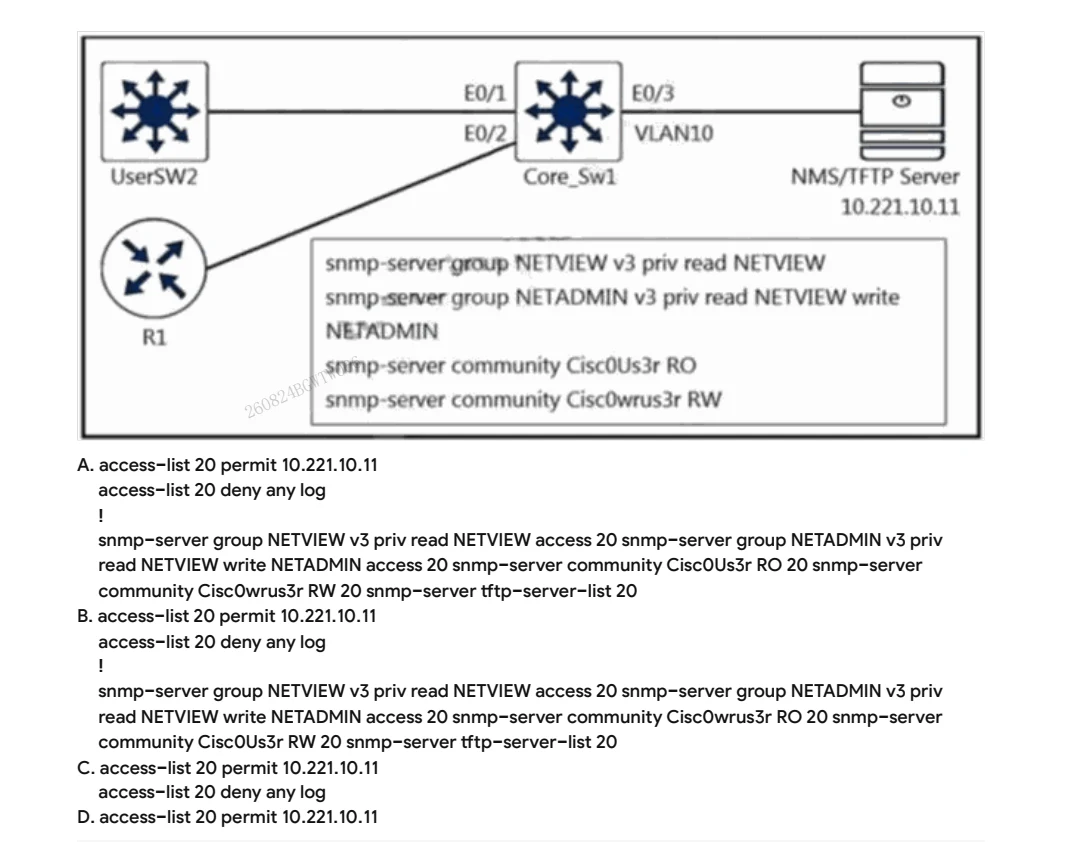 E0/1
E0/3
E0/2
VLAN10
UserSW2
Core_Sw1
NMS/TFTP Server
10.221.10.11
R1
snmp-server group NETVIEW v3 priv read NETVIEW
snmp-server group NETADMIN v3 priv read NETVIEW write
NETADMIN
snmp-server community Cisc0Us3r RO
snmp-server community Cisc0wrus3r RW
A. access-list 20 permit 10.221.10.11
access-list 20 deny any log
!
snmp-server group NETVIEW v3 priv read NETVIEW access 20 snmp-server group NETADMIN v3 priv
read NETVIEW write NETADMIN access 20 snmp-server community Cisc0Us3r RO 20 snmp-server
community Cisc0wrus3r RW 20 snmp-server tftp-server-list 20
B. access-list 20 permit 10.221.10.11
access-list 20 deny any log
!
snmp-server group NETVIEW v3 priv read NETVIEW access 20 snmp-server group NETADMIN v3 priv
read NETVIEW write NETADMIN access 20 snmp-server community Cisc0wrus3r RO 20 snmp-server
community Cisc0Us3r RW 20 snmp-server tftp-server-list 20
C. access-list 20 permit 10.221.10.11
access-list 20 deny any log
D. access-list 20 permit 10.221.10.11